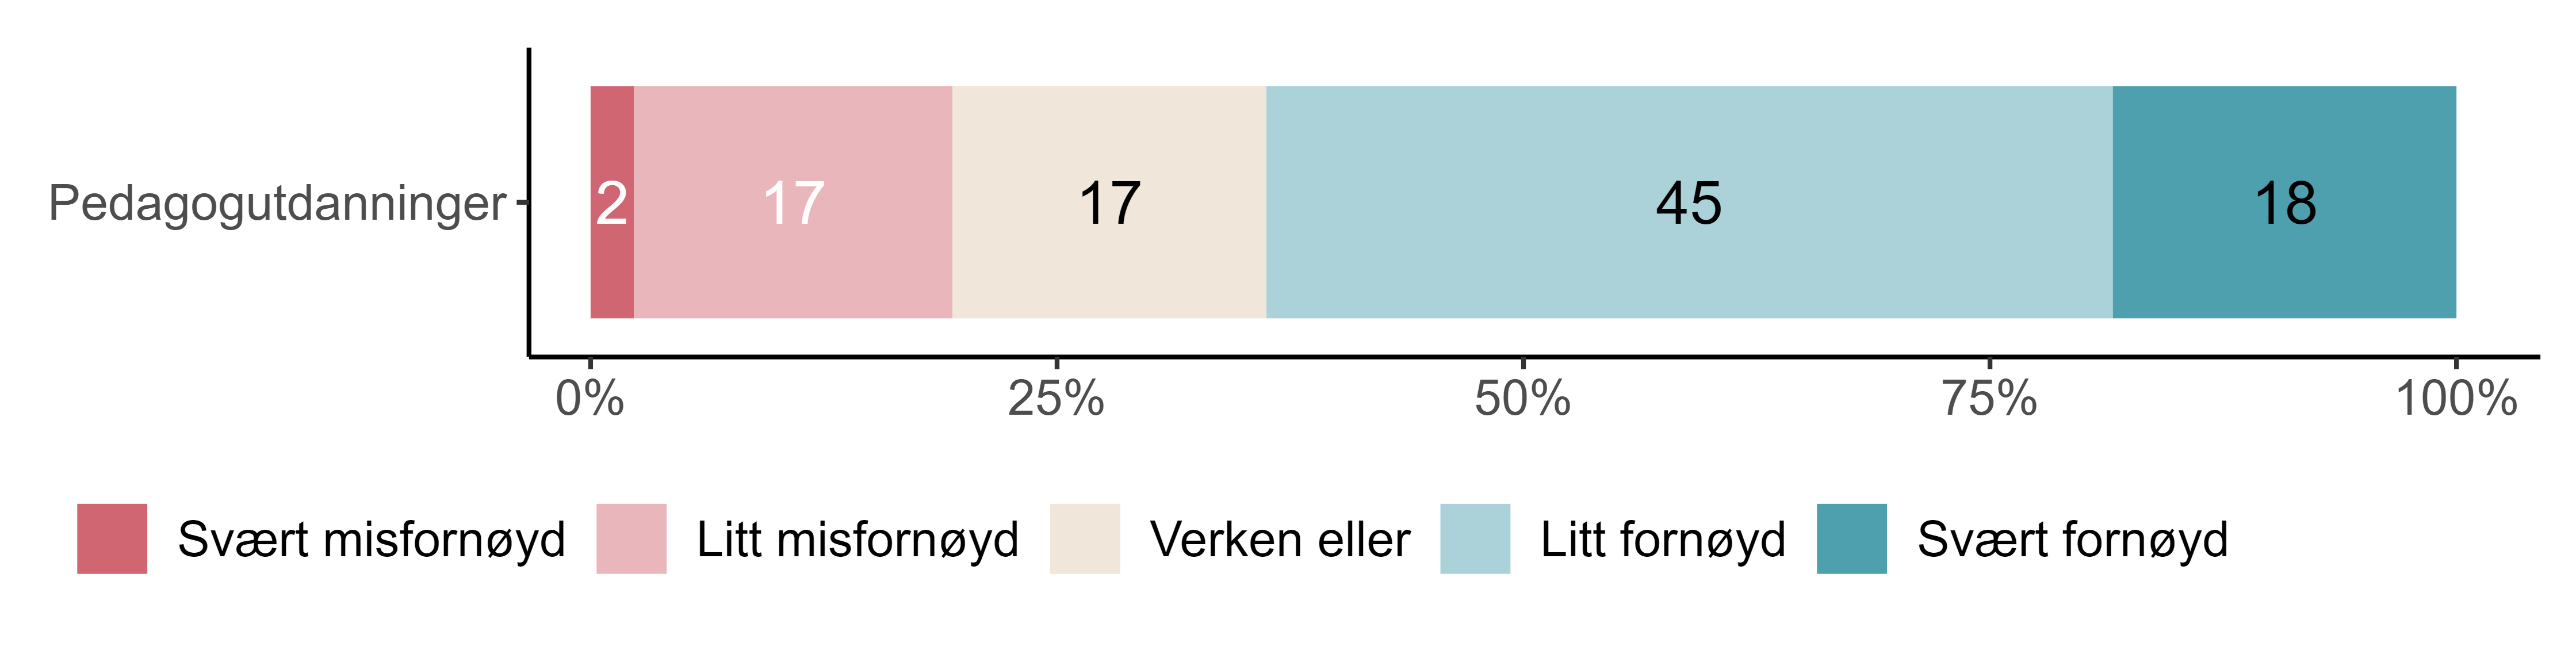 Pedagogutdanninger
2 17 17 45 18
0% 25% 50% 75% 100%
Svært misfornøyd Litt misfornøyd Verken eller Litt fornøyd Svært fornøyd